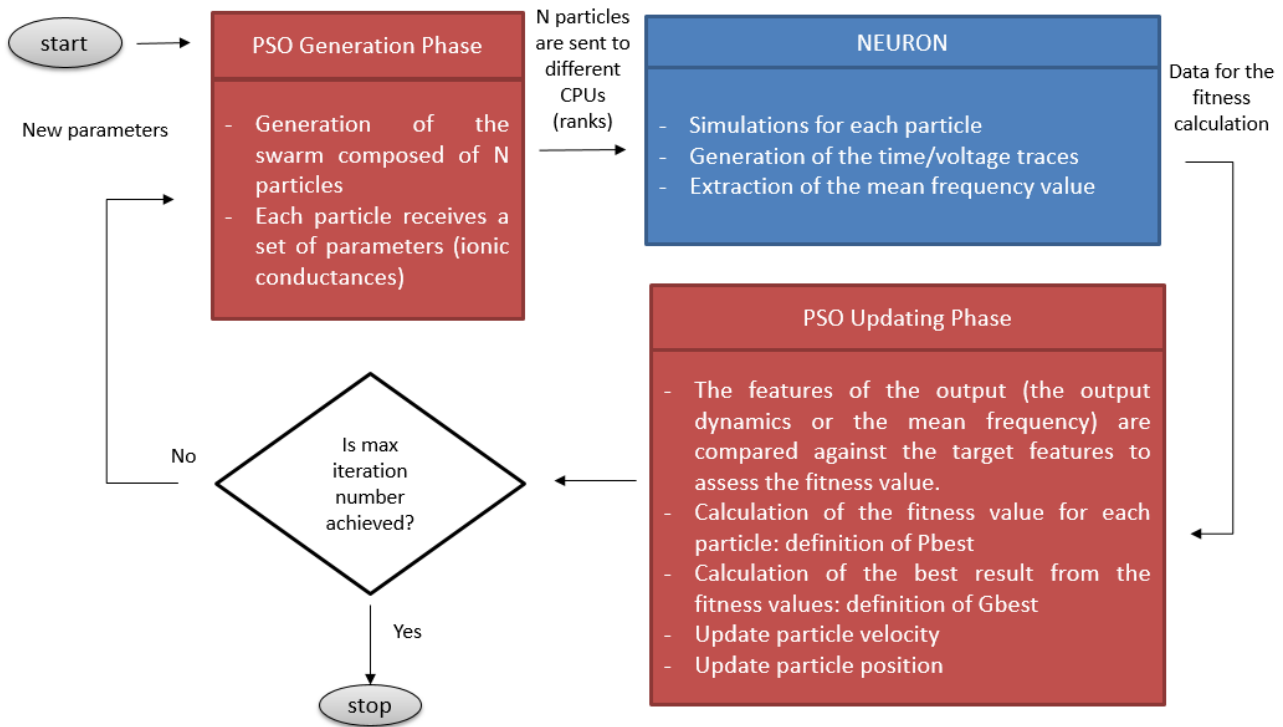 start
PSO Generation Phase
- Generation of the
swarm composed of N
particles
- Each particle receives a
set of parameters (ionic
conductances)
N particles
are sent to
different
CPUs
(ranks)
NEURON
- Simulations for each particle
- Generation of the time/voltage traces
- Extraction of the mean frequency value
Data for the
fitness
calculation
New parameters
PSO Updating Phase
- The features of the output (the output
dynamics or the mean frequency) are
compared against the target features to
assess the fitness value.
- Calculation of the fitness value for each
particle: definition of Pbest
- Calculation of the best result from the
fitness values: definition of Gbest
- Update particle velocity
- Update particle position
Is max
iteration
number
achieved?
No
Yes
stop